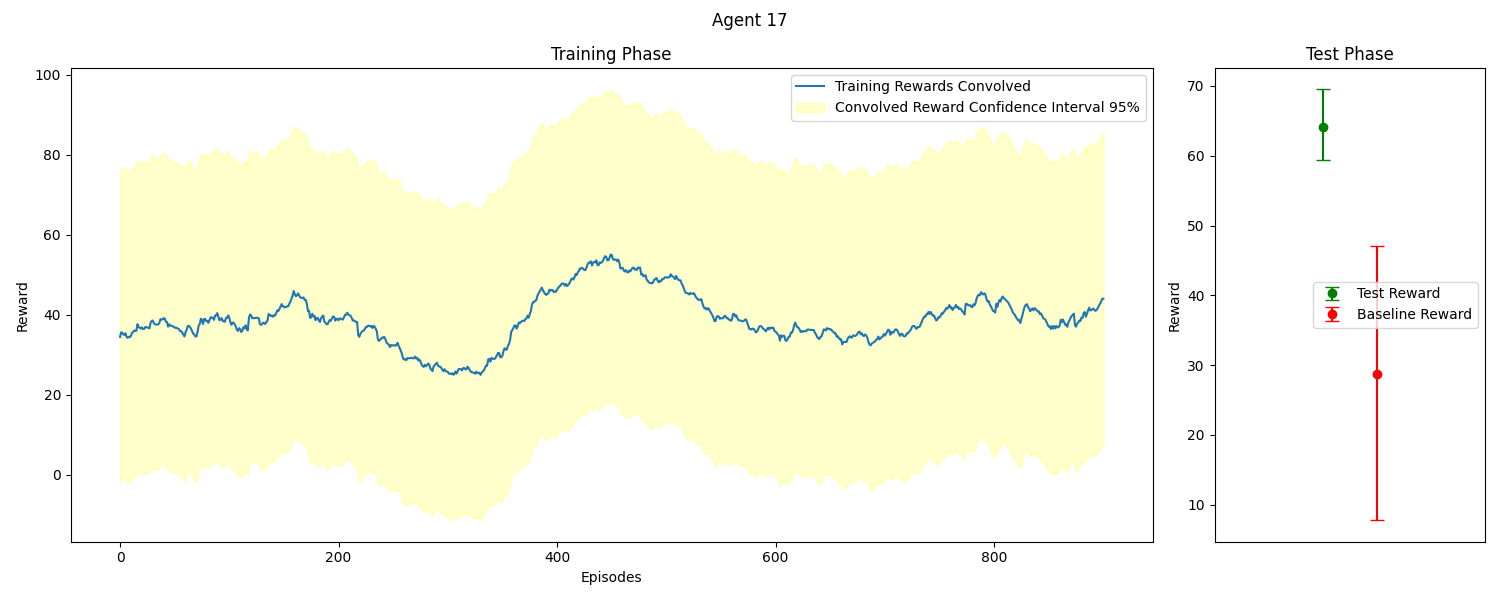 Agent 17
Training Phase
Training Rewards Convolved
Convolved Reward Confidence Interval 95%
100
80
60
40
20
0
Reward
0
200
400
600
800
Episodes
Test Phase
70
60
50
40
30
20
10
Reward
Test Reward
Baseline Reward